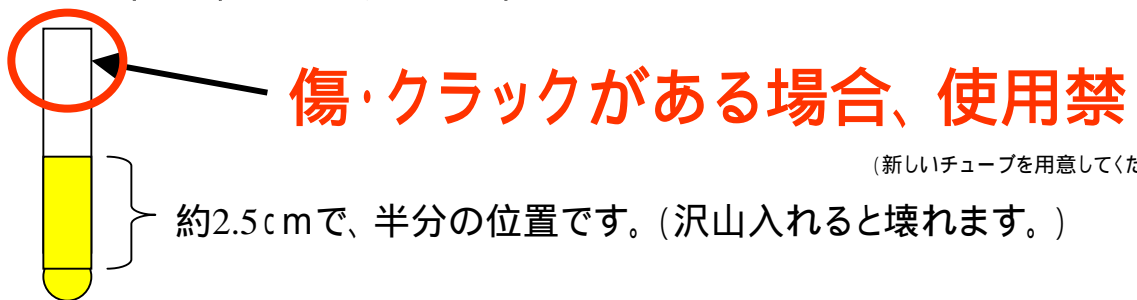 傷・クラックがある場合、使用禁
(新しいチューブを用意してくだ
約2.5cmで、半分の位置です。(沢山入れると壊れます。)